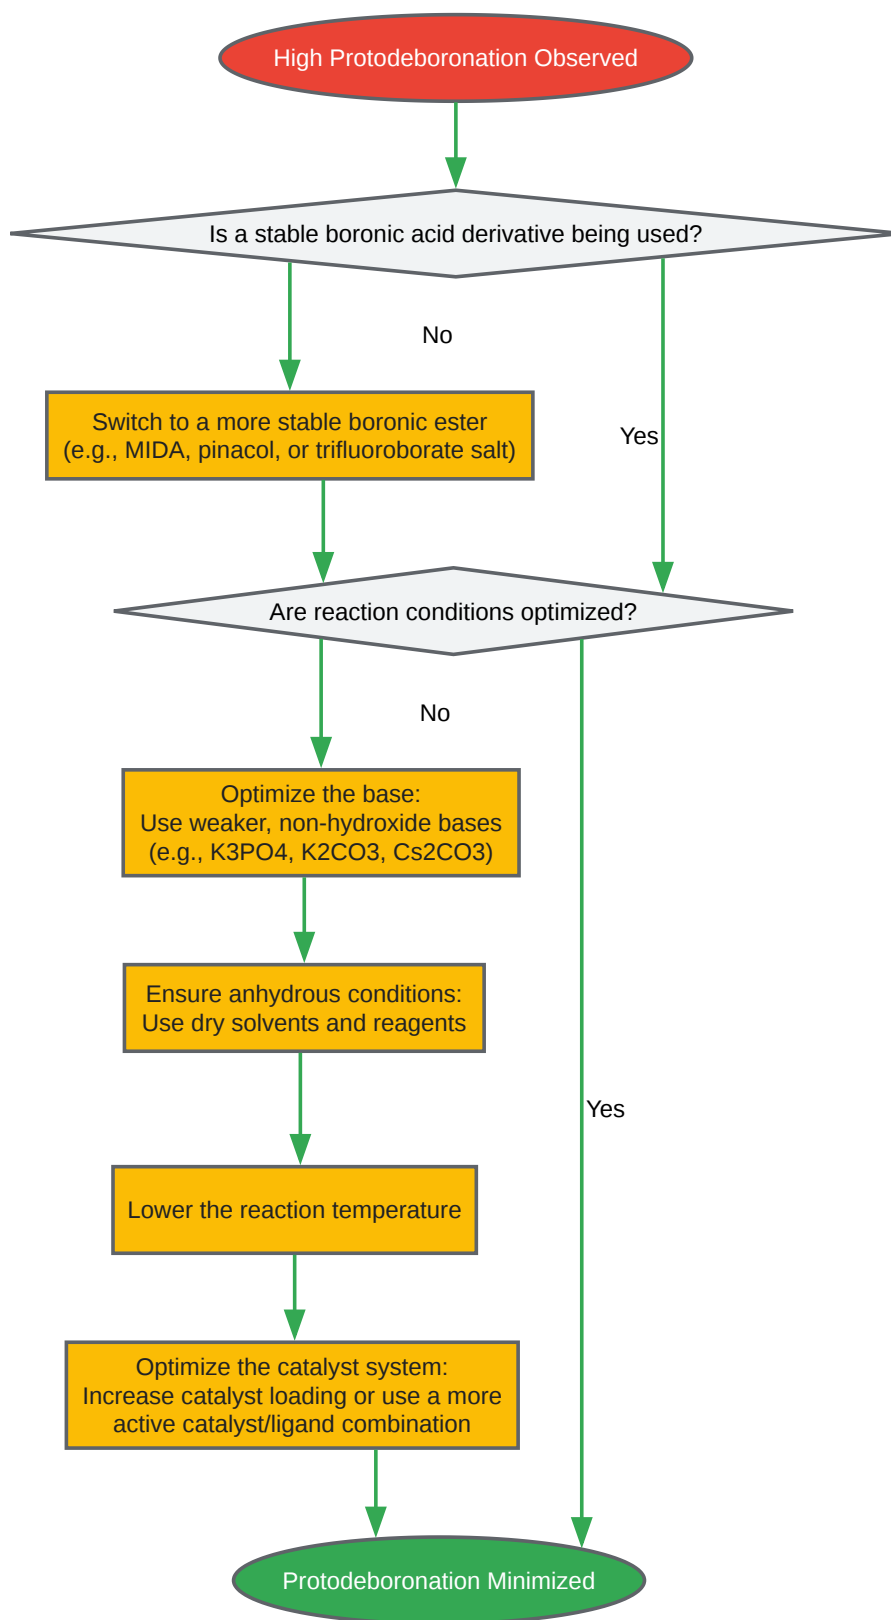 High Protodeboronation Observed
Is a stable boronic acid derivative being used?
No
Switch to a more stable boronic ester
(e.g., MIDA, pinacol, or trifluoroborate salt)
Yes
Are reaction conditions optimized?
No
Optimize the base:
Use weaker, non-hydroxide bases
(e.g., K3PO4, K2CO3, Cs2CO3)
Ensure anhydrous conditions:
Use dry solvents and reagents
Yes
Lower the reaction temperature
Optimize the catalyst system:
Increase catalyst loading or use a more
active catalyst/ligand combination
Protodeboronation Minimized